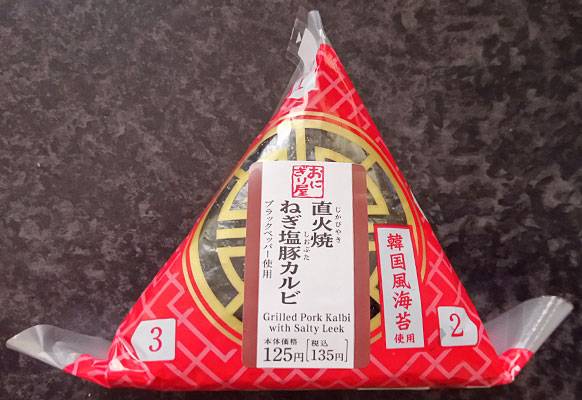 おに
ぎり屋
直火焼
じかびやき
ねぎ塩豚カルビ
しおぶた
ブラックペッパー使用
Grilled Pork Kalbi
with Salty Leek
本体価格
125円
税込
[135円]
韓国風海苔
使用
3
2